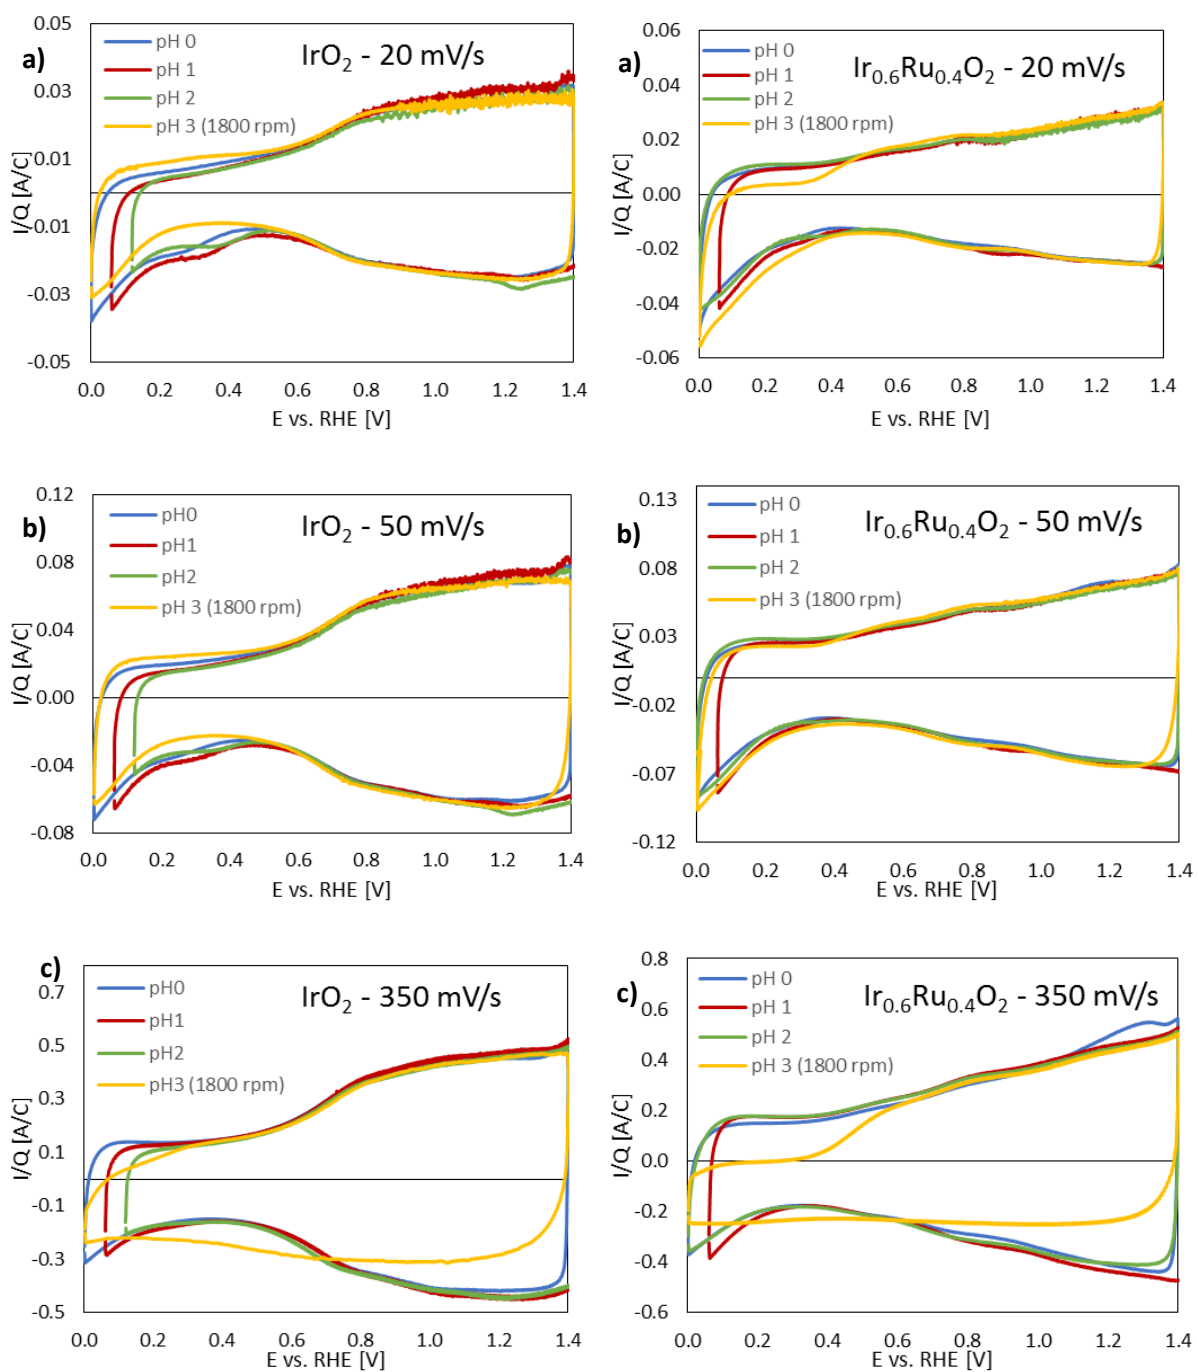 a)
IrO2 - 20 mV/s
pH 0
pH 1
pH 2
pH 3 (1800 rpm)
0.05
0.03
0.01
-0.01
-0.03
-0.05
I/Q [A/C]
0.0 0.2 0.4 0.6 0.8 1.0 1.2 1.4
E vs. RHE [V]
a)
Ir0.6Ru0.4O2 - 20 mV/s
pH 0
pH 1
pH 2
pH 3 (1800 rpm)
0.06
0.04
0.02
0.00
-0.02
-0.04
-0.06
I/Q [A/C]
0.0 0.2 0.4 0.6 0.8 1.0 1.2 1.4
E vs. RHE [V]
b)
IrO2 - 50 mV/s
pH0
pH1
pH2
pH 3 (1800 rpm)
0.12
0.08
0.04
0.00
-0.04
-0.08
I/Q [A/C]
0.0 0.2 0.4 0.6 0.8 1.0 1.2 1.4
E vs. RHE [V]
b)
Ir0.6Ru0.4O2 - 50 mV/s
pH 0
pH 1
pH 2
pH 3 (1800 rpm)
0.13
0.08
0.03
-0.02
-0.07
-0.12
I/Q [A/C]
0.0 0.2 0.4 0.6 0.8 1.0 1.2 1.4
E vs. RHE [V]
c)
IrO2 - 350 mV/s
pH0
pH1
pH2
pH3 (1800 rpm)
0.7
0.5
0.3
0.1
-0.1
-0.3
-0.5
I/Q [A/C]
0.0 0.2 0.4 0.6 0.8 1.0 1.2 1.4
E vs. RHE [V]
c)
Ir0.6Ru0.4O2 - 350 mV/s
pH 0
pH 1
pH 2
pH 3 (1800 rpm)
0.8
0.6
0.4
0.2
0.0
-0.2
-0.4
-0.6
I/Q [A/C]
0.0 0.2 0.4 0.6 0.8 1.0 1.2 1.4
E vs. RHE [V]